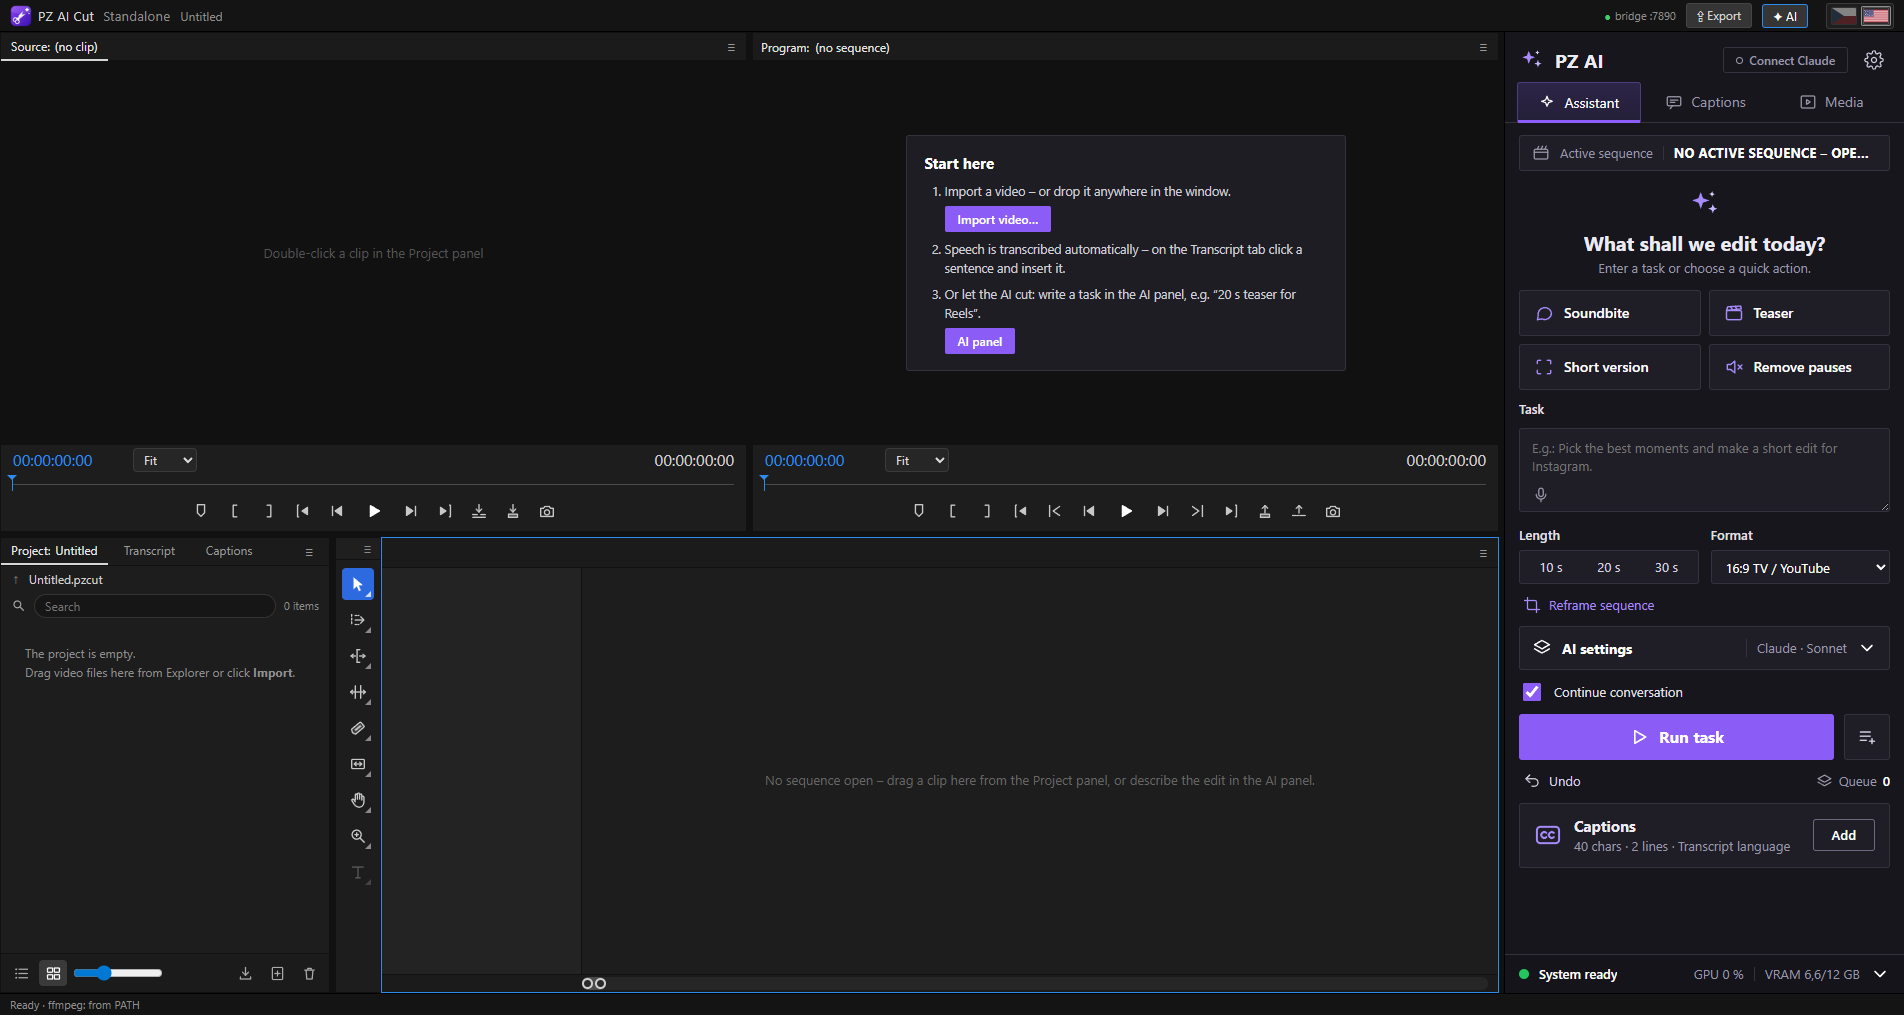 PZ AI Cut Standalone Untitled
bridge :7890
Export
AI
Source: (no clip)
Program: (no sequence)
Double-click a clip in the Project panel
Start here
1. Import a video – or drop it anywhere in the window.
Import video...
2. Speech is transcribed automatically – on the Transcript tab click a
sentence and insert it.
3. Or let the AI cut: write a task in the AI panel, e.g. “20 s teaser for
Reels”.
AI panel
00:00:00:00
Fit
00:00:00:00
00:00:00:00
Fit
00:00:00:00
Project: Untitled
Transcript
Captions
Untitled.pzcut
Search
0 items
The project is empty.
Drag video files here from Explorer or click Import.
No sequence open – drag a clip here from the Project panel, or describe the edit in the AI panel.
Ready · ffmpeg: from PATH
PZ AI
Connect Claude
Assistant
Captions
Media
Active sequence
NO ACTIVE SEQUENCE – OPE...
What shall we edit today?
Enter a task or choose a quick action.
Soundbite
Teaser
Short version
Remove pauses
Task
E.g.: Pick the best moments and make a short edit for
Instagram.
Length
Format
10 s
20 s
30 s
16:9 TV / YouTube
Reframe sequence
AI settings
Claude · Sonnet
Continue conversation
Run task
Undo
Queue 0
CC
Captions
40 chars · 2 lines · Transcript language
Add
System ready
GPU 0 %
VRAM 6,6/12 GB